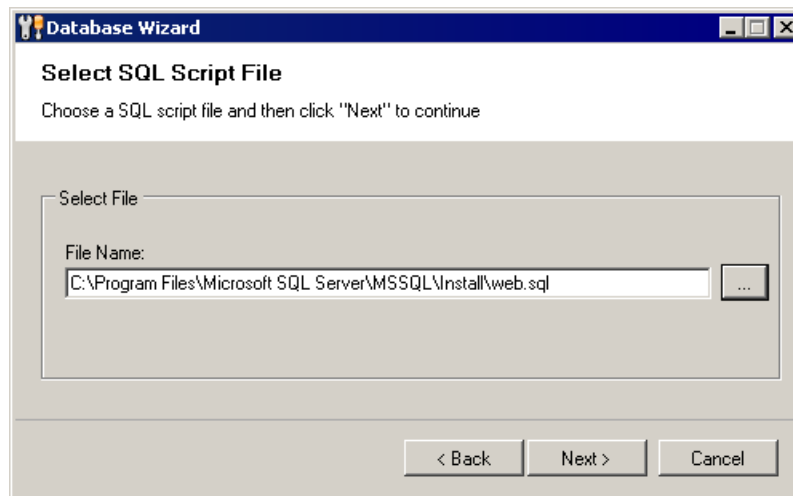 Database Wizard
Select SQL Script File
Choose a SQL script file and then click "Next" to continue
Select File
File Name:
C:\Program Files\Microsoft SQL Server\MSSQL\Install\web.sql
...
< Back Next > Cancel